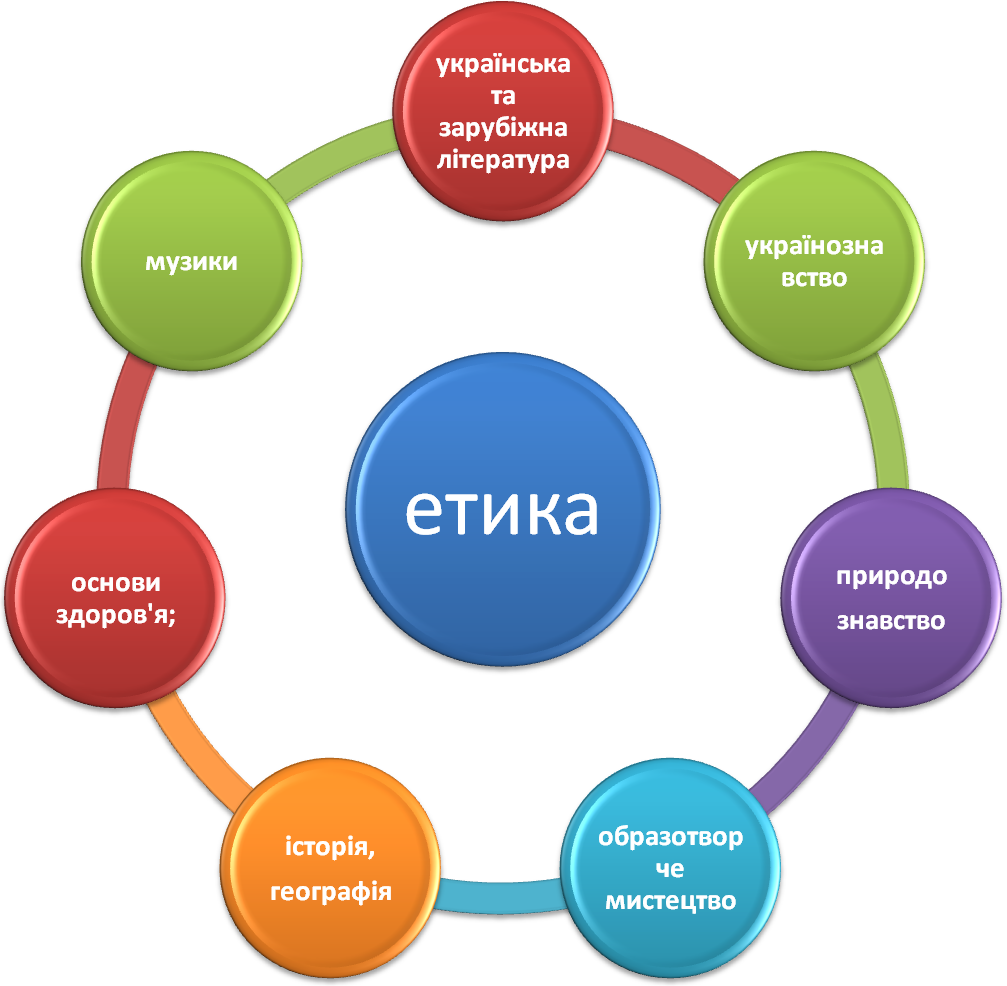 українська
та
зарубіжна
література
українозна
вство
природо
знавство
образотвор
че
мистецтво
історія,
географія
основи
здоров'я;
музики
етика